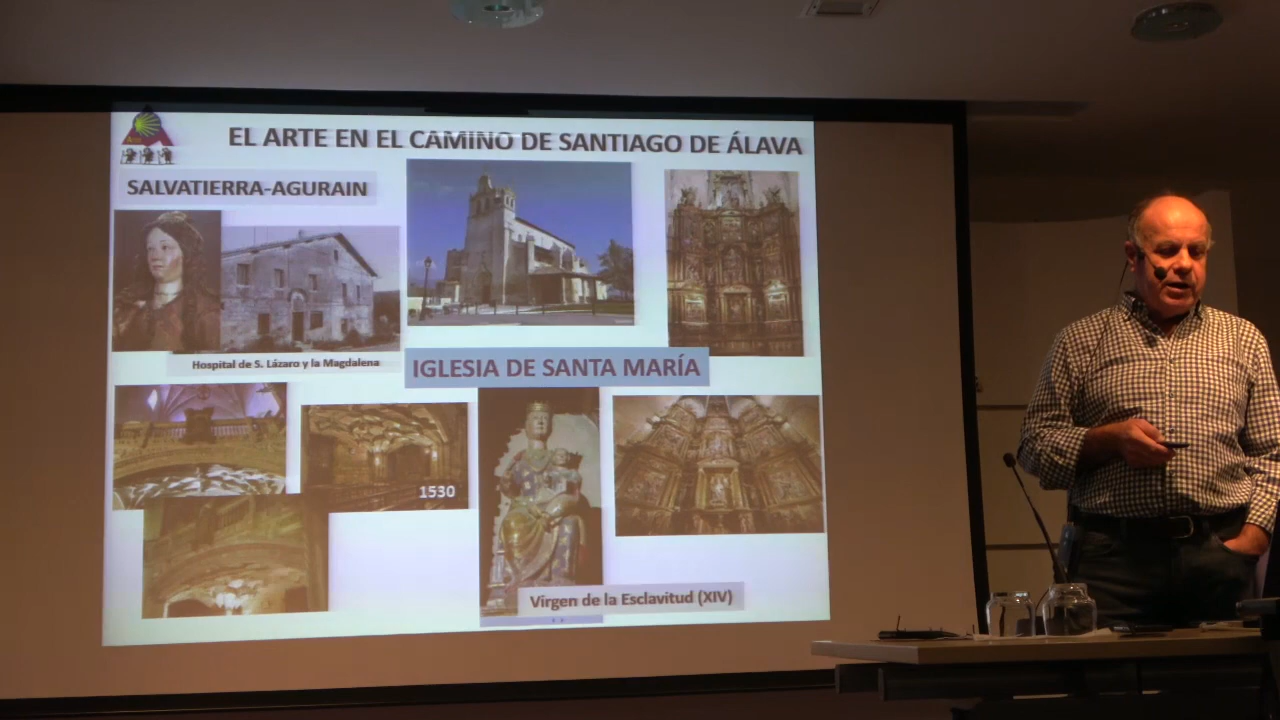 EL ARTE EN EL CAMINO DE SANTIAGO DE ÁLAVA
SALVATIERRA-AGURAIN
Hospital de S. Lázaro y la Magdalena
IGLESIA DE SANTA MARÍA
1530
Virgen de la Esclavitud (XIV)